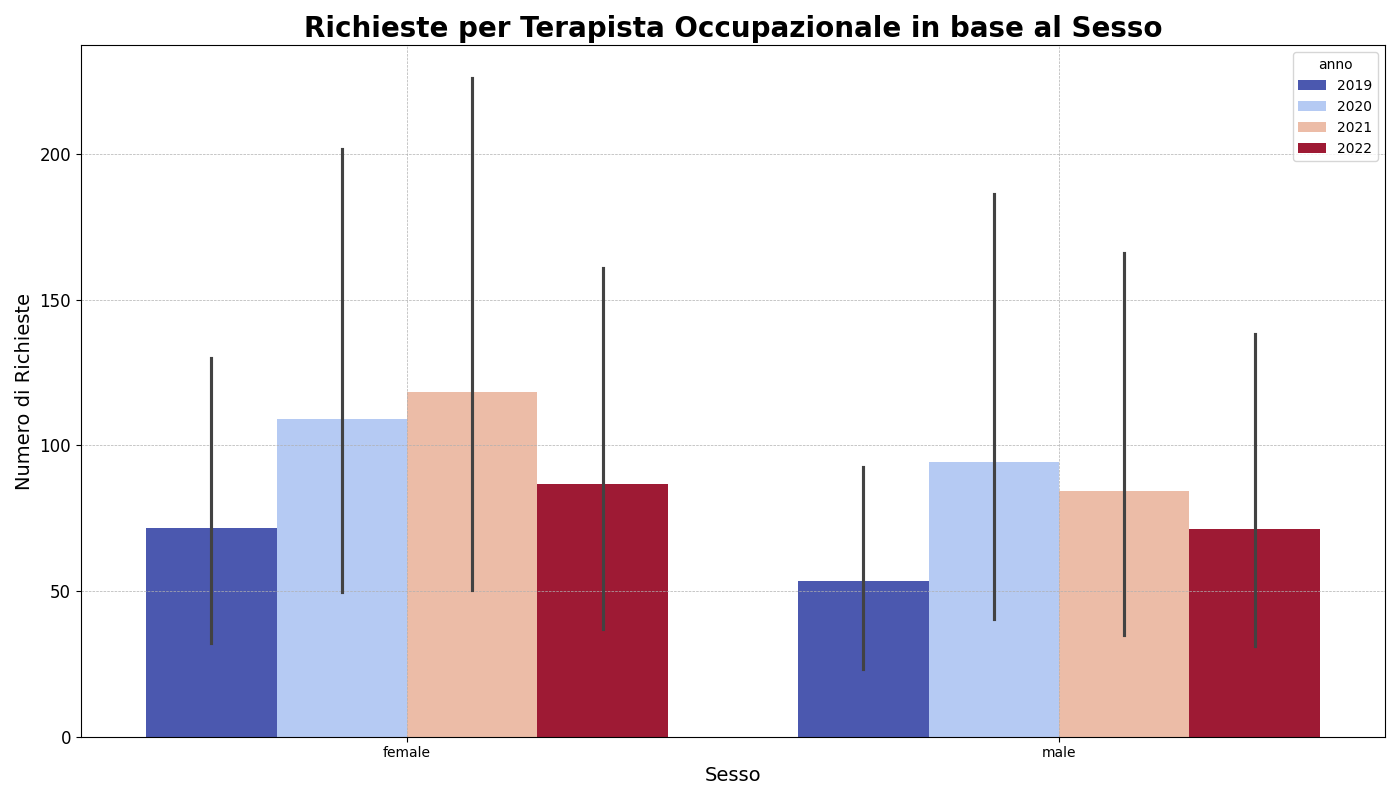 Richieste per Terapista Occupazionale in base al Sesso
anno
2019
2020
2021
2022
Numero di Richieste
200
150
100
50
0
female
male
Sesso